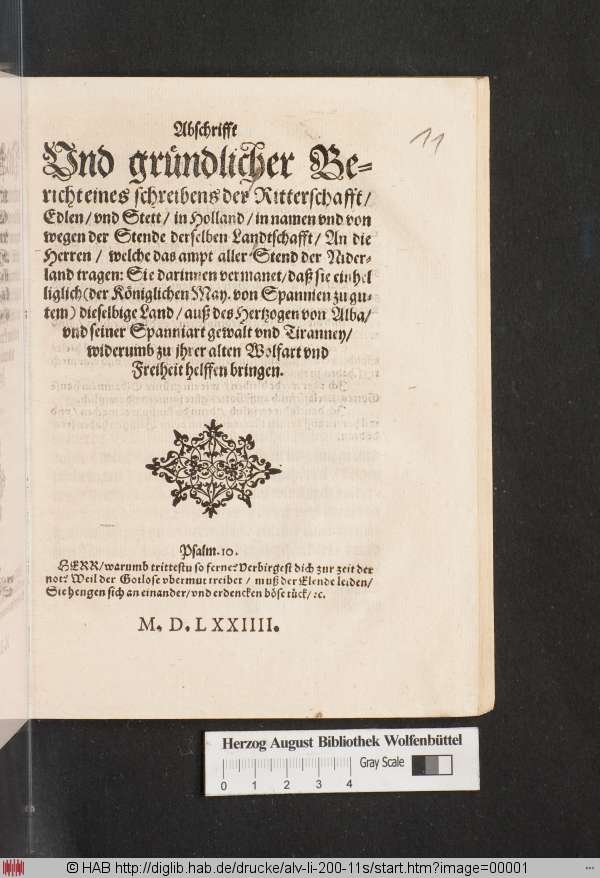 Abschrifft
Vnd gründlicher Be-
richt eines schreibens der Ritterschafft/
Edlen/ vnd Stett/ in Holland/ in namen vnd von
wegen der Stende derselben Landtschafft/ An die
Herren/ welche das ampt aller Stend der Nider-
land tragen: Sie darinnen vermanet/ daß sie einhel
liglich (der Königlichen May. von Spannien zu gu-
tem) dieselbige Land/ auß des Hertzogen von Alba/
vnd seiner Spanniart gewalt vnd Tiranney/
widerumb zu jhrer alten Wolfart vnd
Freiheit helffen bringen.
11
Psalm. 10.
HERR/ warumb trittestu so ferne? Verbirgest dich zur zeit der
not? Weil der Gotlose vbermut treibet/ muß der Elende leiden/
Sie hengen sich an einander/ vnd erdencken böse tück/ ꝛc.
M. D. LXXIIII.
Herzog August Bibliothek Wolfenbüttel
Gray Scale
0 1 2 3 4
© HAB http://diglib.hab.de/drucke/alv-li-200-11s/start.htm?image=00001